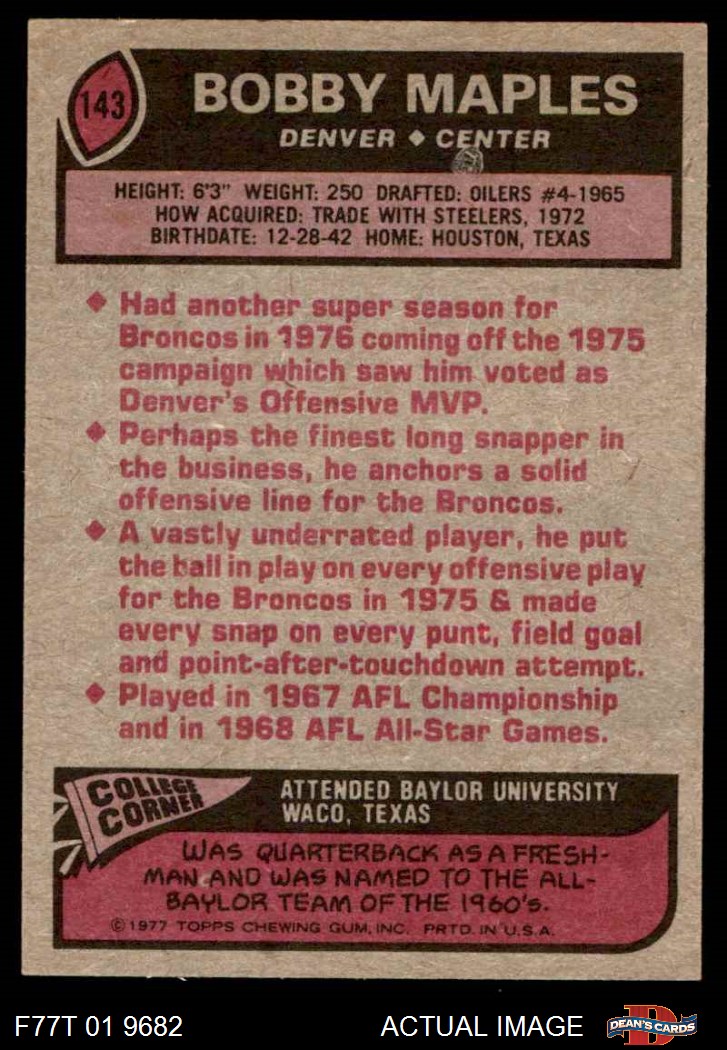 143
BOBBY MAPLES
DENVER ◆ CENTER
HEIGHT: 6'3" WEIGHT: 250 DRAFTED: OILERS #4-1965
HOW ACQUIRED: TRADE WITH STEELERS, 1972
BIRTHDATE: 12-28-42 HOME: HOUSTON, TEXAS
◆ Had another super season for
Broncos in 1976 coming off the 1975
campaign which saw him voted as
Denver's Offensive MVP.
◆ Perhaps the finest long snapper in
the business, he anchors a solid
offensive line for the Broncos.
◆ A vastly underrated player, he put
the ball in play on every offensive play
for the Broncos in 1975 & made
every snap on every punt, field goal
and point-after-touchdown attempt.
◆ Played in 1967 AFL Championship
and in 1968 AFL All-Star Games.
COLLEGE
CORNER
ATTENDED BAYLOR UNIVERSITY
WACO, TEXAS
WAS QUARTERBACK AS A FRESH-
MAN AND WAS NAMED TO THE ALL-
BAYLOR TEAM OF THE 1960's.
©1977 TOPPS CHEWING GUM, INC. PRTD. IN U.S.A.
F77T 01 9682
ACTUAL IMAGE
D
DEAN'S CARDS